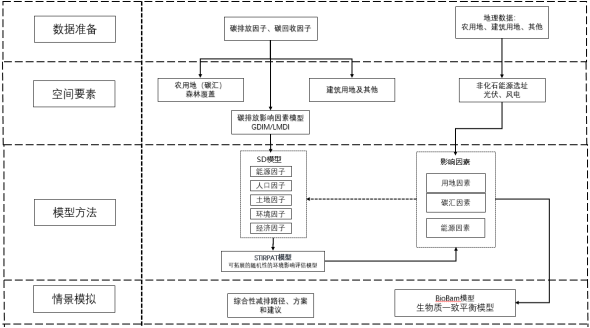 数据准备
碳排放因子、碳回收因子
地理数据:
农用地、建筑用地、其他
空间要素
农用地（碳汇）
森林覆盖
建筑用地及其他
非化石能源选址
光伏、风电
碳排放影响因素模型
GDIM/LMDI
模型方法
SD模型
能源因子
人口因子
土地因子
环境因子
经济因子
影响因素
用地因素
碳汇因素
能源因素
STIRPAT模型
可拓展的随机性的环境影响评估模型
情景模拟
综合性减排路径、方案
和建议
BioBam模型
生物质一致平衡模型